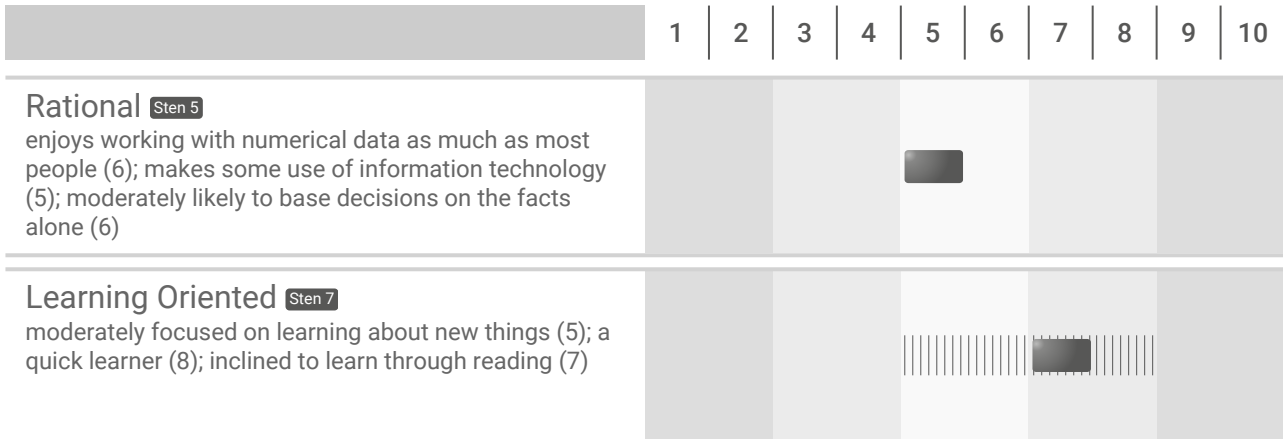 1 2 3 4 5 6 7 8 9 10
Rational Sten 5
enjoys working with numerical data as much as most
people (6); makes some use of information technology
(5); moderately likely to base decisions on the facts
alone (6)
Learning Oriented Sten 7
moderately focused on learning about new things (5); a
quick learner (8); inclined to learn through reading (7)